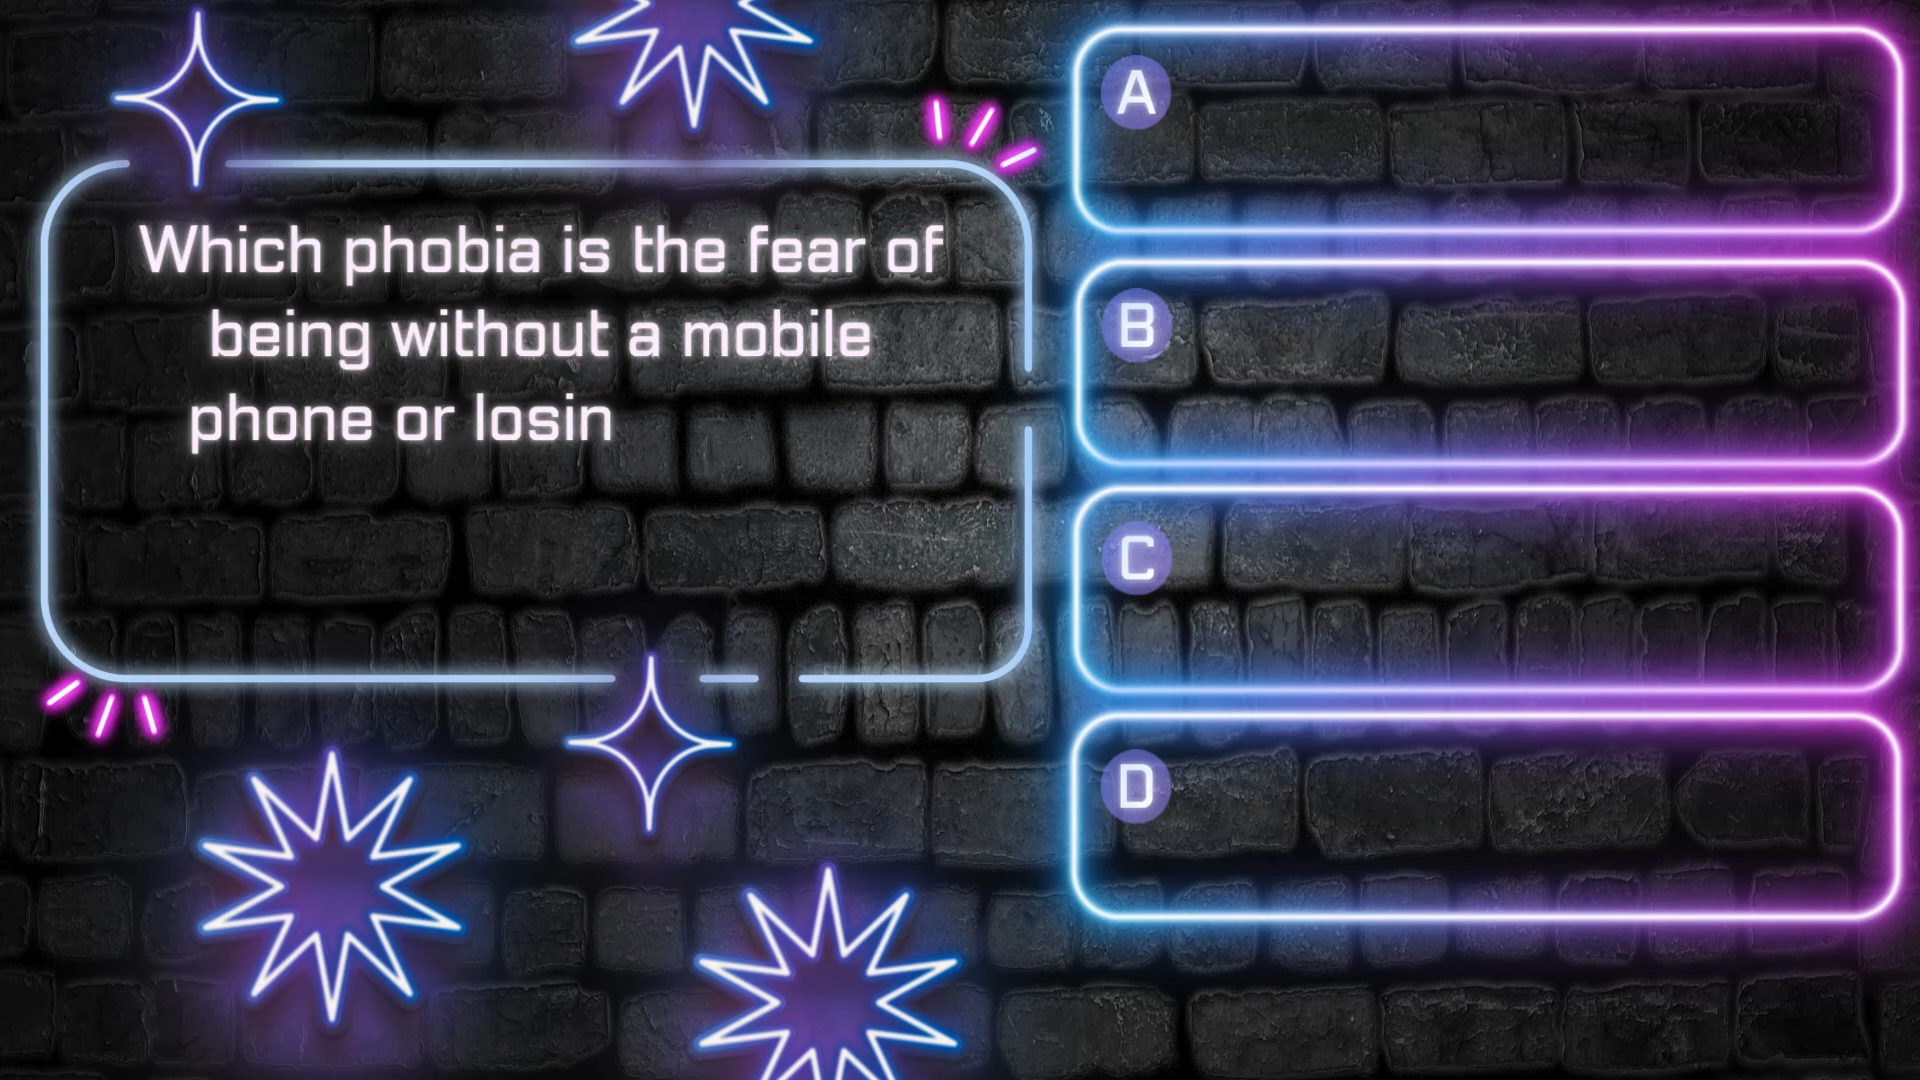 Which phobia is the fear of
being without a mobile
phone or losin
A
B
C
D